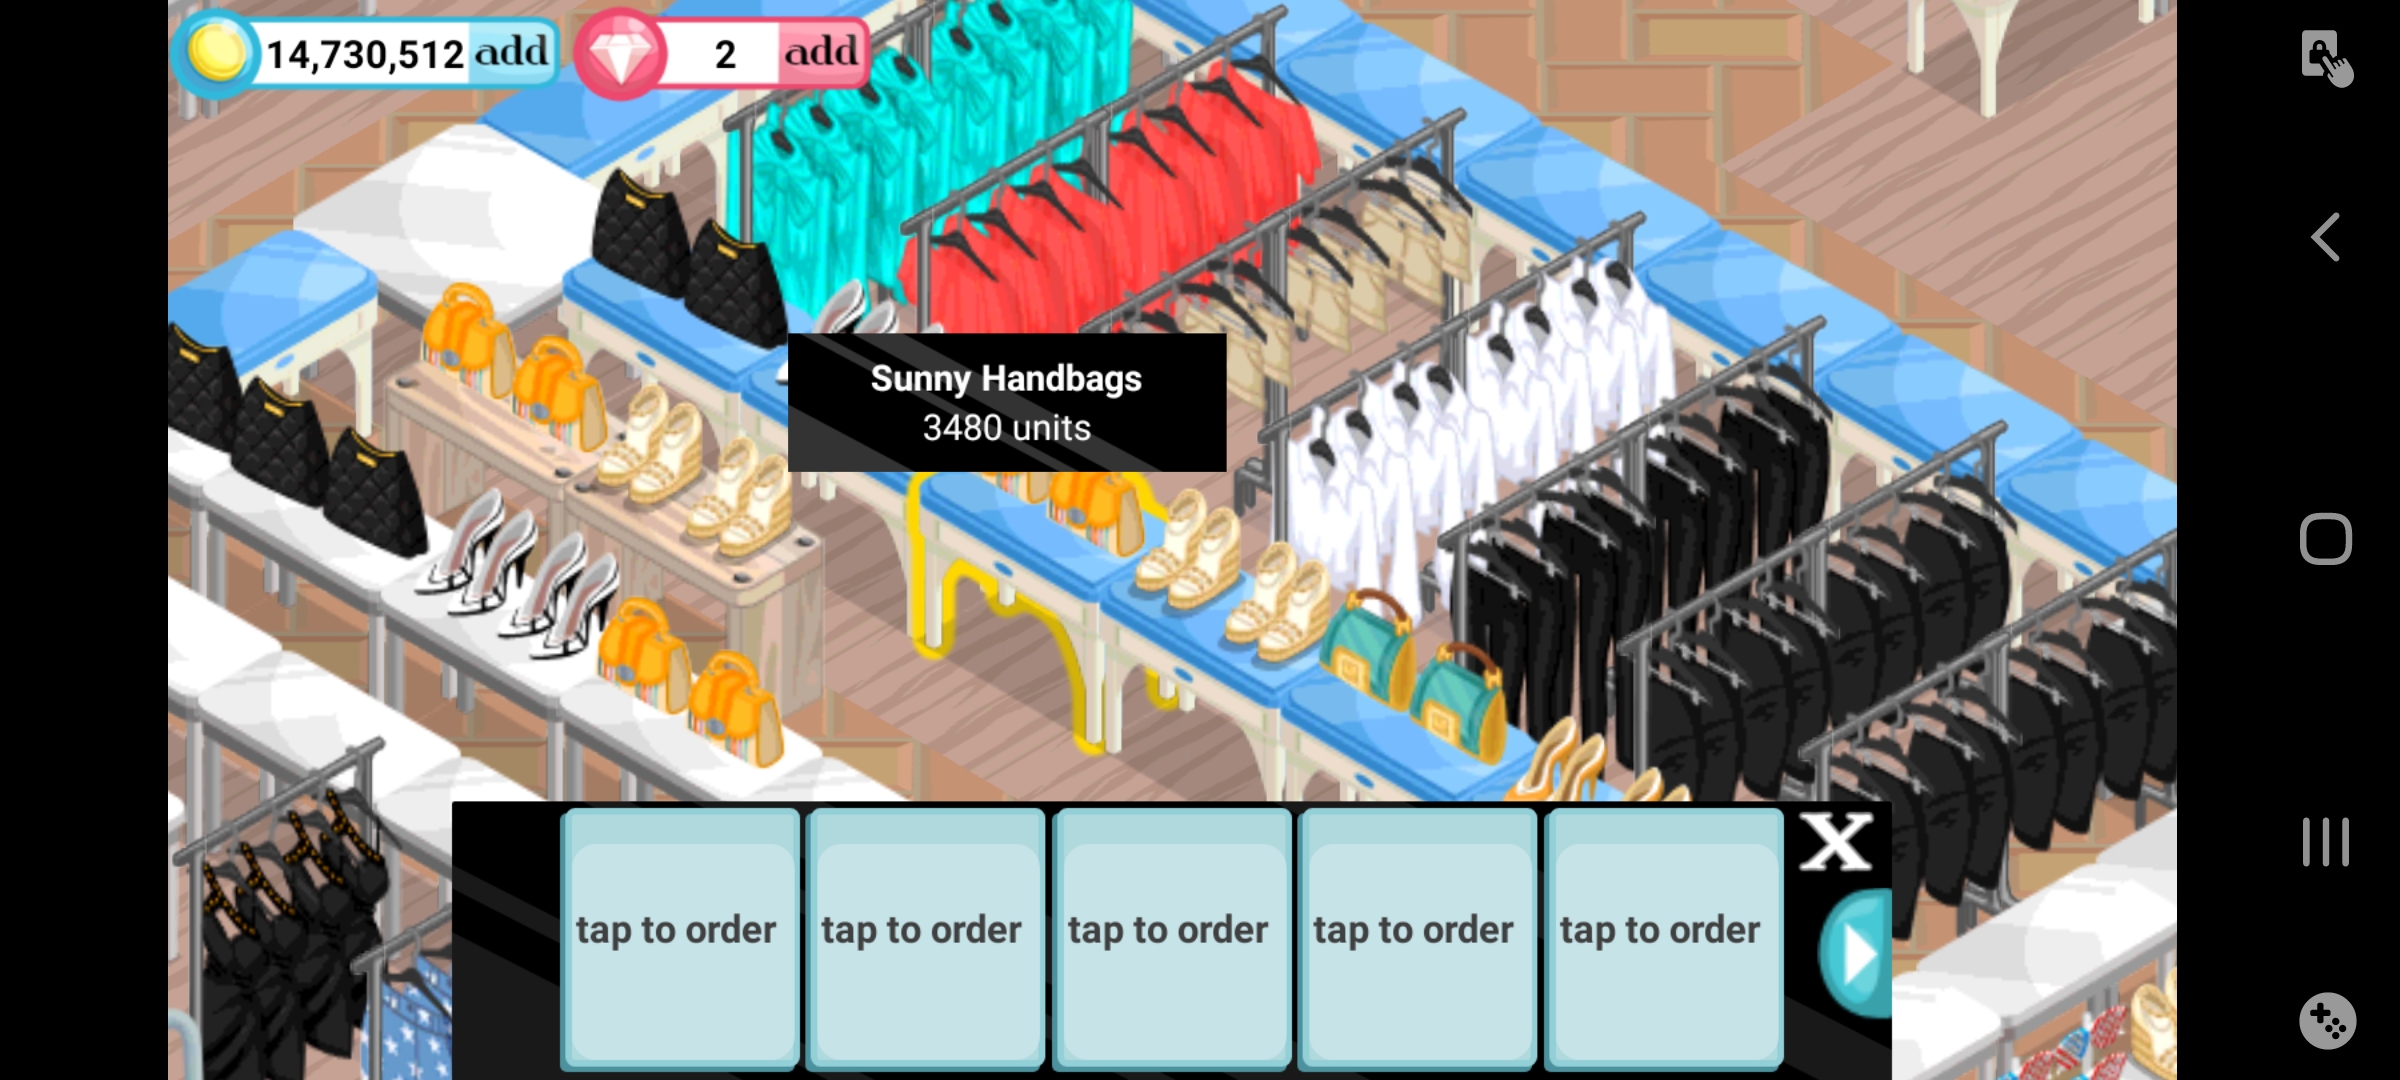 14,730,512 add
2 add
Sunny Handbags
3480 units
tap to order
tap to order
tap to order
tap to order
tap to order
X